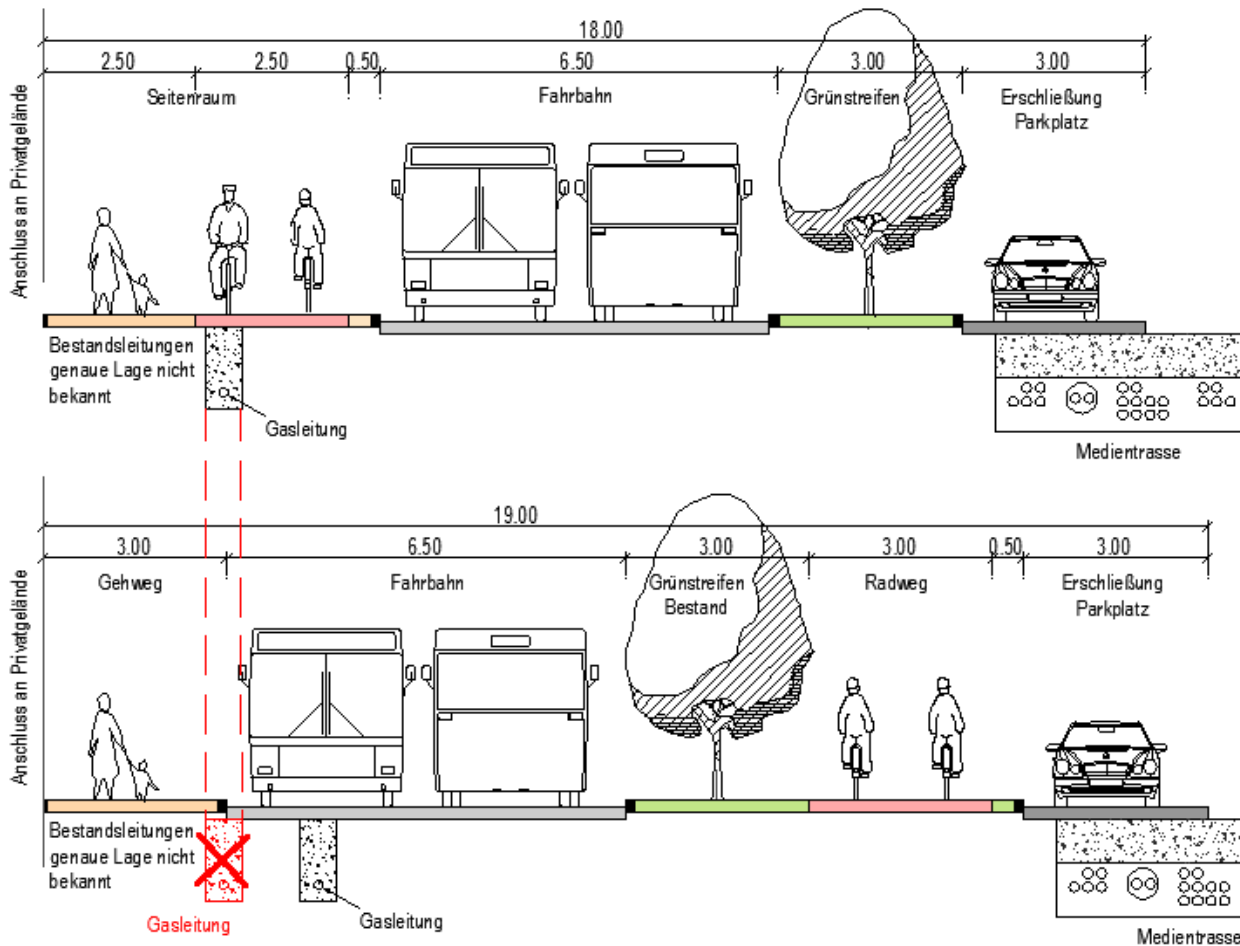 18.00
2.50 2.50 0.50 6.50 3.00 3.00
Seitenraum Fahrbahn Grünstreifen Erschließung
Parkplatz
Anschluss an Privatgelände
Bestandsleitungen
genaue Lage nicht
bekannt
Gasleitung
Medientrasse
19.00
3.00 6.50 3.00 3.00 0.50 3.00
Gehweg Fahrbahn Grünstreifen Radweg Erschließung
Bestand Parkplatz
Anschluss an Privatgelände
Bestandsleitungen
genaue Lage nicht
bekannt
Gasleitung
Gasleitung
Medientrasse